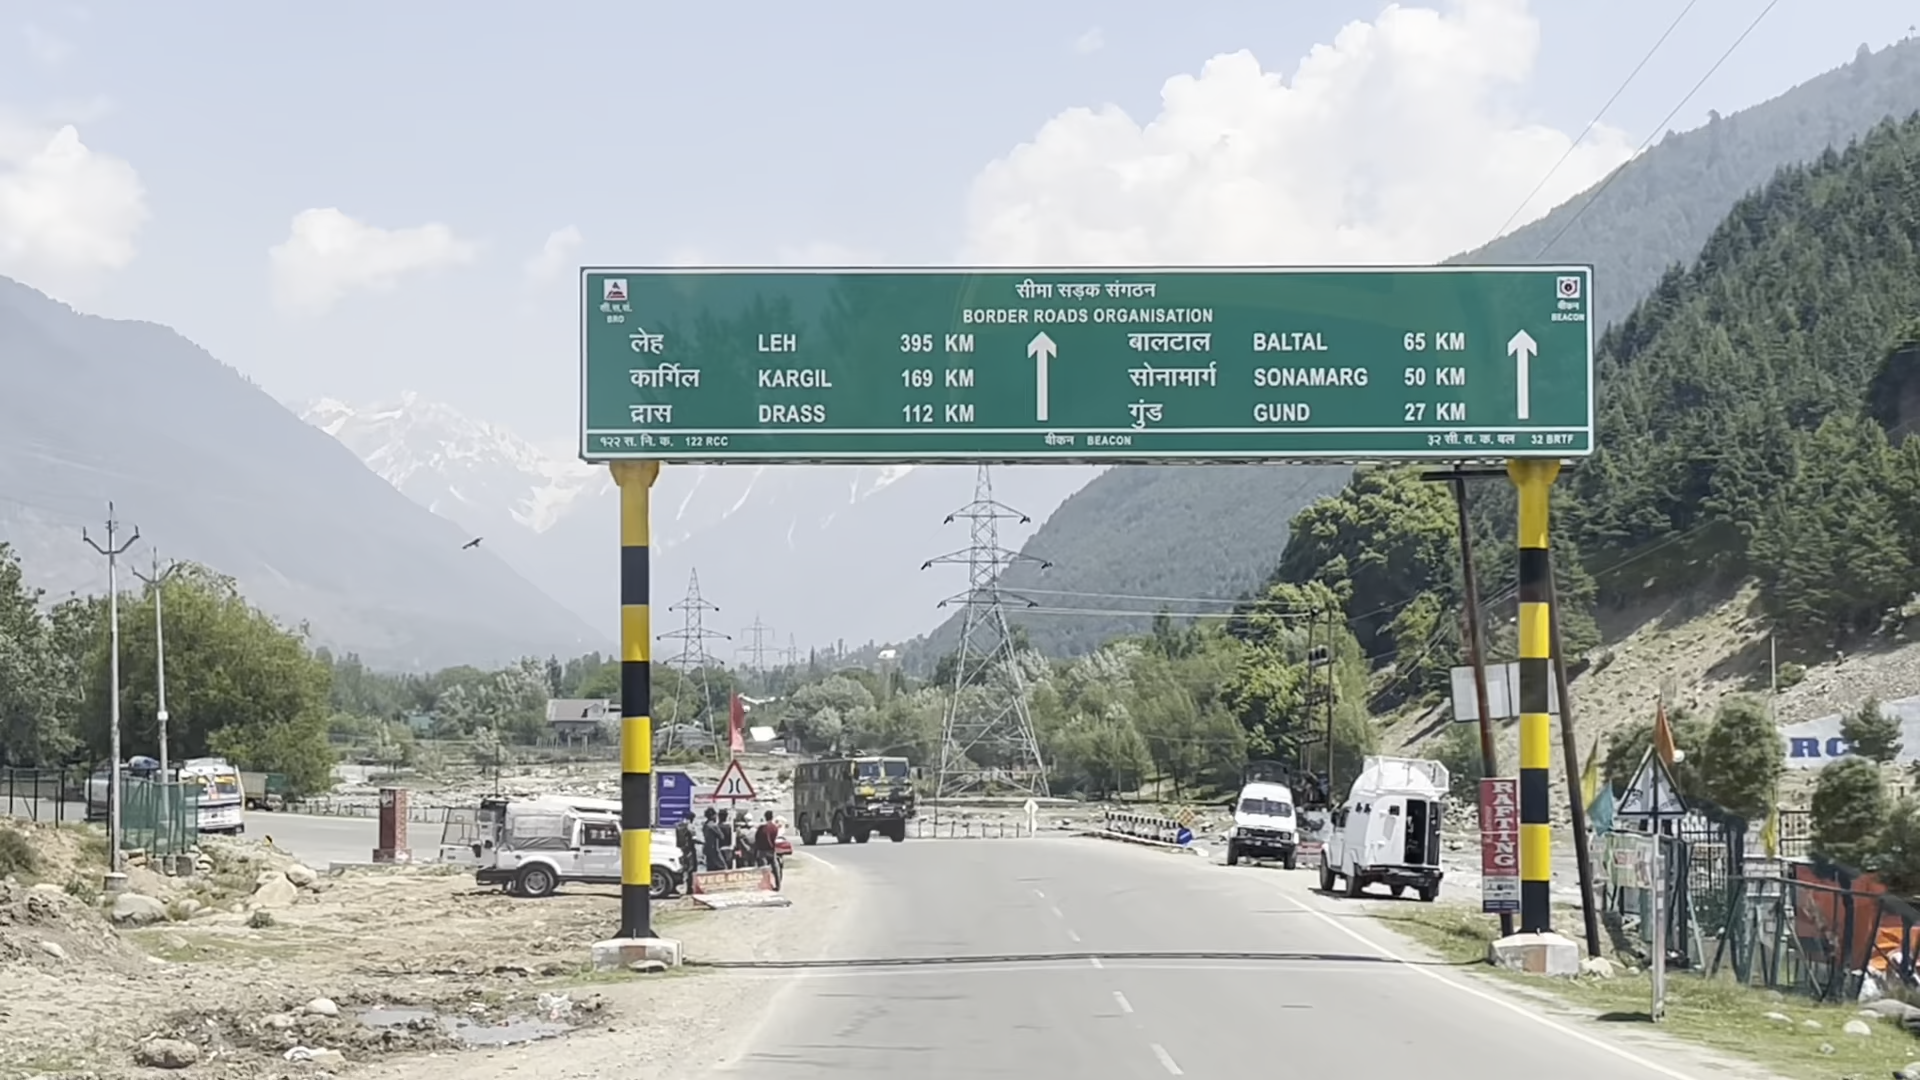 सीमा सड़क संगठन
BORDER ROADS ORGANISATION
सी.स.सं.
BRO
बीकन
BEACON
लेह LEH 395 KM
कार्गिल KARGIL 169 KM
द्रास DRASS 112 KM
बालटाल BALTAL 65 KM
सोनामार्ग SONAMARG 50 KM
गुंड GUND 27 KM
१२२ स. नि. क. 122 RCC
बीकन BEACON
३२ सी. स. क. बल 32 BRTF
RAFTING
RC